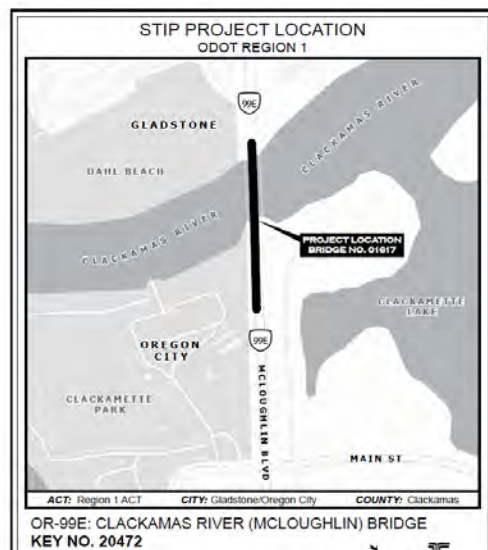 STIP PROJECT LOCATION
ODOT REGION 1
99E
GLADSTONE
CLACKAMAS RIVER
DAHL BEACH
CLACKAMAS RIVER
PROJECT LOCATION
BRIDGE NO. 01617
CLACKAMETTE
LAKE
99E
OREGON
CITY
CLACKAMETTE
PARK
MCLOUGHLIN BLVD
MAIN ST
ACT: Region 1 ACT CITY: Gladstone/Oregon City COUNTY: Clackamas
OR-99E: CLACKAMAS RIVER (MCLOUGHLIN) BRIDGE
KEY NO. 20472